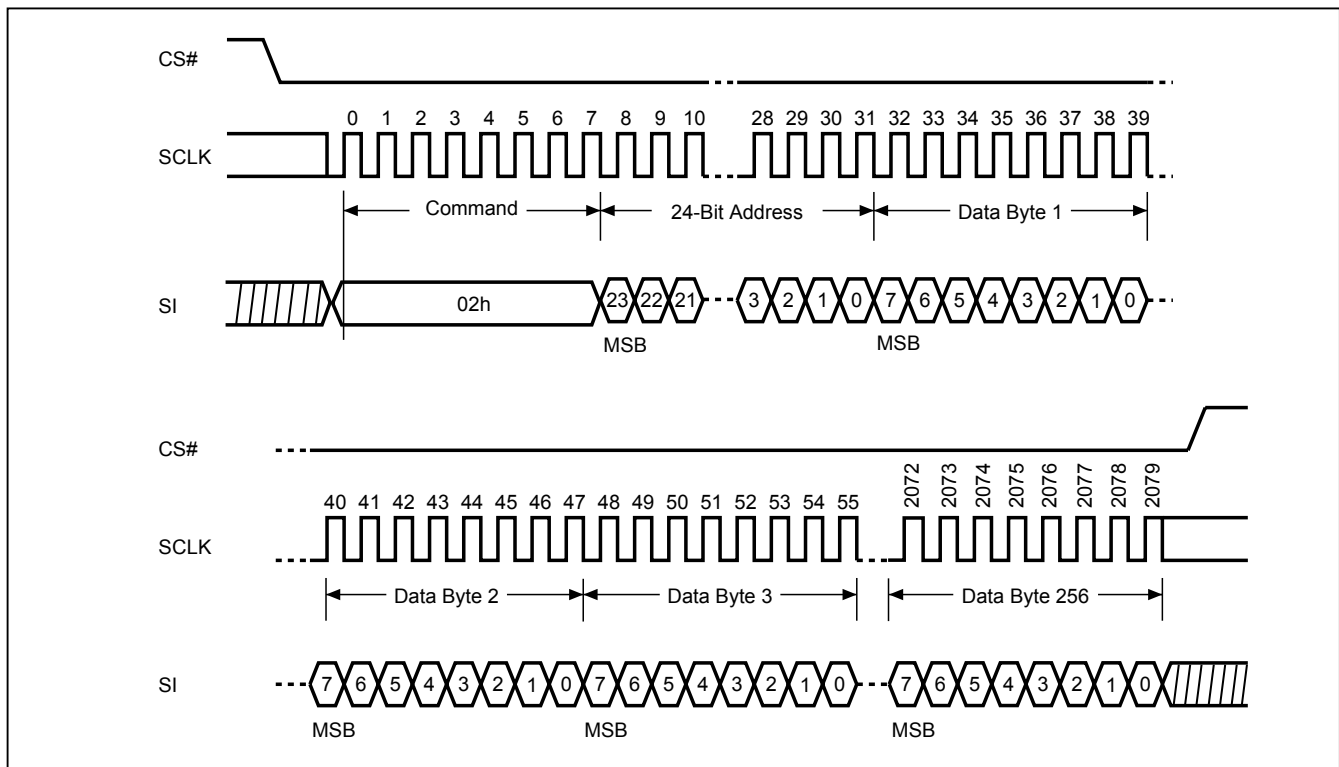 CS#
0 1 2 3 4 5 6 7 8 9 10 28 29 30 31 32 33 34 35 36 37 38 39
SCLK
Command 24-Bit Address Data Byte 1
SI 02h 23 22 21 3 2 1 0 7 6 5 4 3 2 1 0
MSB MSB
CS#
40 41 42 43 44 45 46 47 48 49 50 51 52 53 54 55 2072 2073 2074 2075 2076 2077 2078 2079
SCLK
Data Byte 2 Data Byte 3 Data Byte 256
SI 7 6 5 4 3 2 1 0 7 6 5 4 3 2 1 0 7 6 5 4 3 2 1 0
MSB MSB MSB